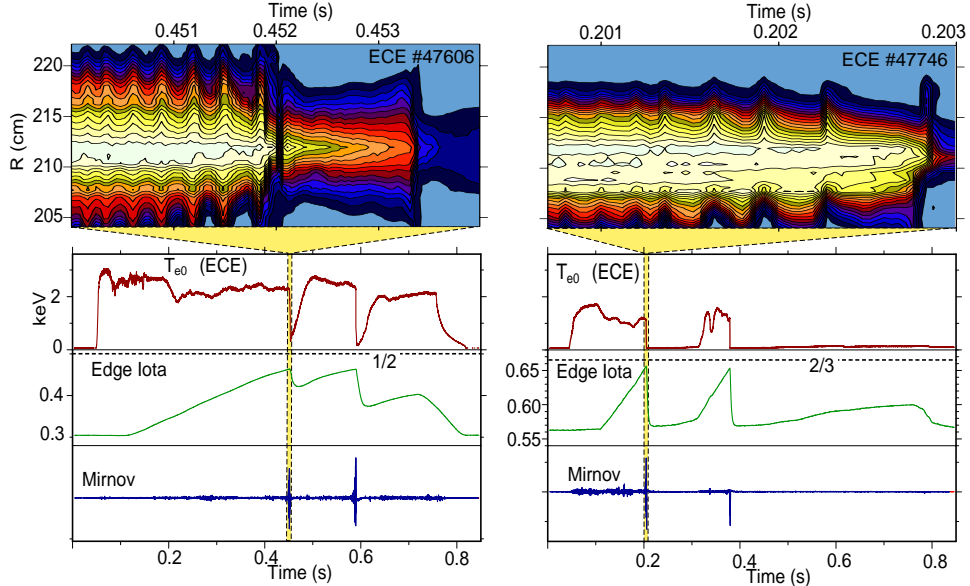 Time (s)
0.451 0.452 0.453
ECE #47606
220
215
210
205
R (cm)
Te0 (ECE)
2
0
keV
1/2
Edge Iota
0.4
0.3
Mirnov
0 0.2 0.4 0.6 0.8
Time (s)
Time (s)
0.201 0.202 0.203
ECE #47746
Te0 (ECE)
2/3
Edge Iota
0.65
0.60
0.55
Mirnov
0 0.2 0.4 0.6 0.8
Time (s)